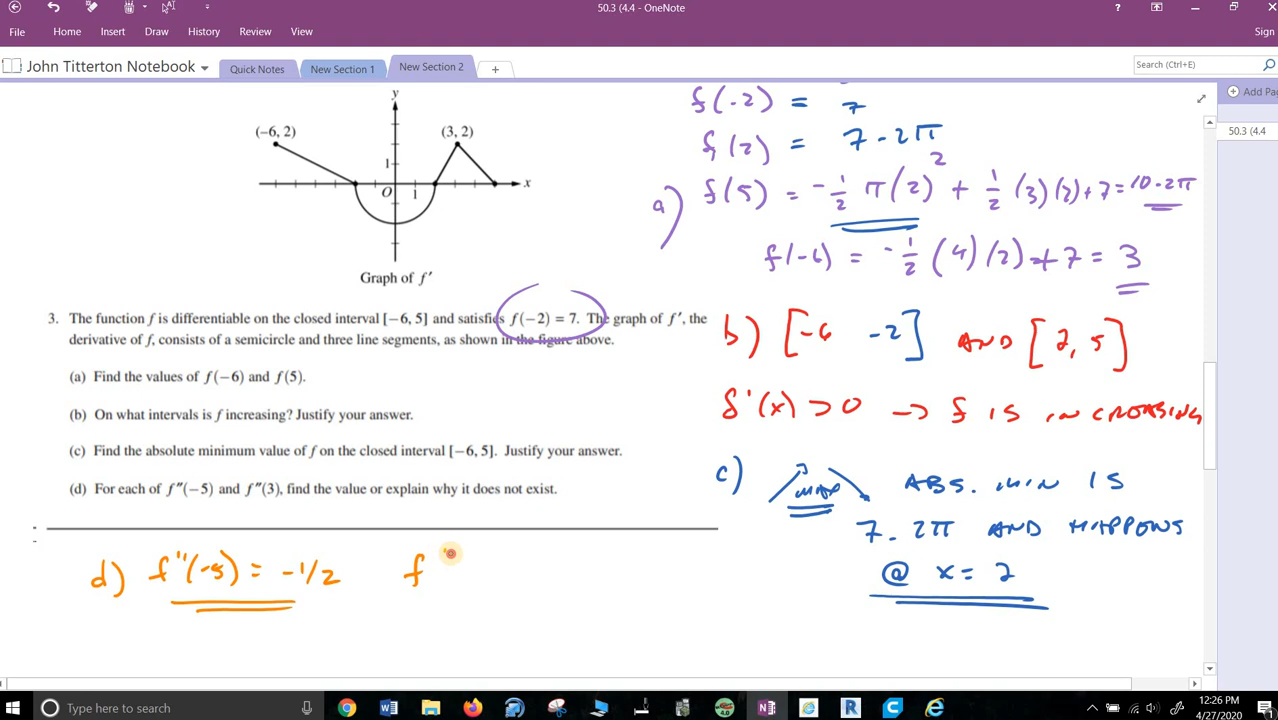 50.3 (4.4 - OneNote
?
Sign
File Home Insert Draw History Review View
John Titterton Notebook
Quick Notes
New Section 1
New Section 2
+
Search (Ctrl+E)
Add Pag
50.3 (4.4
y
(−6, 2)
(3, 2)
1
O
1
x
Graph of f′
3. The function f is differentiable on the closed interval [−6, 5] and satisfies f(−2) = 7. The graph of f′, the
derivative of f, consists of a semicircle and three line segments, as shown in the figure above.
(a) Find the values of f(−6) and f(5).
(b) On what intervals is f increasing? Justify your answer.
(c) Find the absolute minimum value of f on the closed interval [−6, 5]. Justify your answer.
(d) For each of f″(−5) and f″(3), find the value or explain why it does not exist.
d) f"(-5) = -1/2 f
f(-2) = 7
f(2) = 7-2π
a) f(5) = -1/2 π(2)² + 1/2 (3)(2)+7=10-2π
f(-6) = -1/2 (4)(2)+7 = 3
b) [-6 -2] AND [2, 5]
f'(x) >0 → f IS INCREASING
c) MAX ABS. MIN IS
7-2π AND HAPPENS
@ x= 2
Type here to search
12:26 PM
4/27/2020